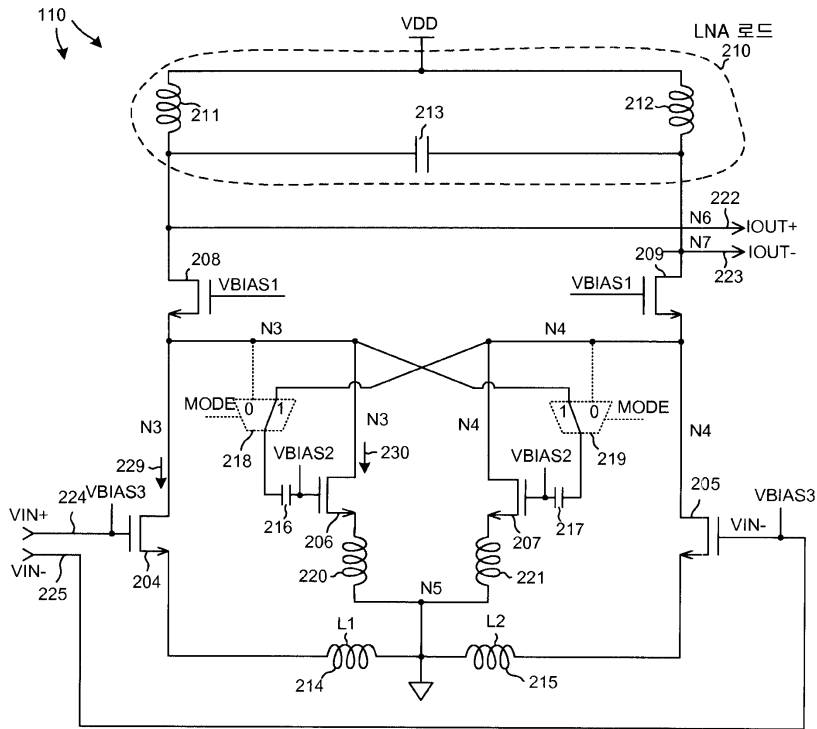 110
VDD
LNA 로드
210
211
213
212
N6
222
IOUT+
N7
IOUT-
223
208
VBIAS1
VBIAS1
209
N3
N4
MODE
0
1
1
0
MODE
N3
218
N3
N4
219
N4
229
VBIAS3
VBIAS2
230
VBIAS2
205
VBIAS3
VIN+
224
216
217
VIN-
VIN-
225
204
206
207
220
221
N5
L1
L2
214
215